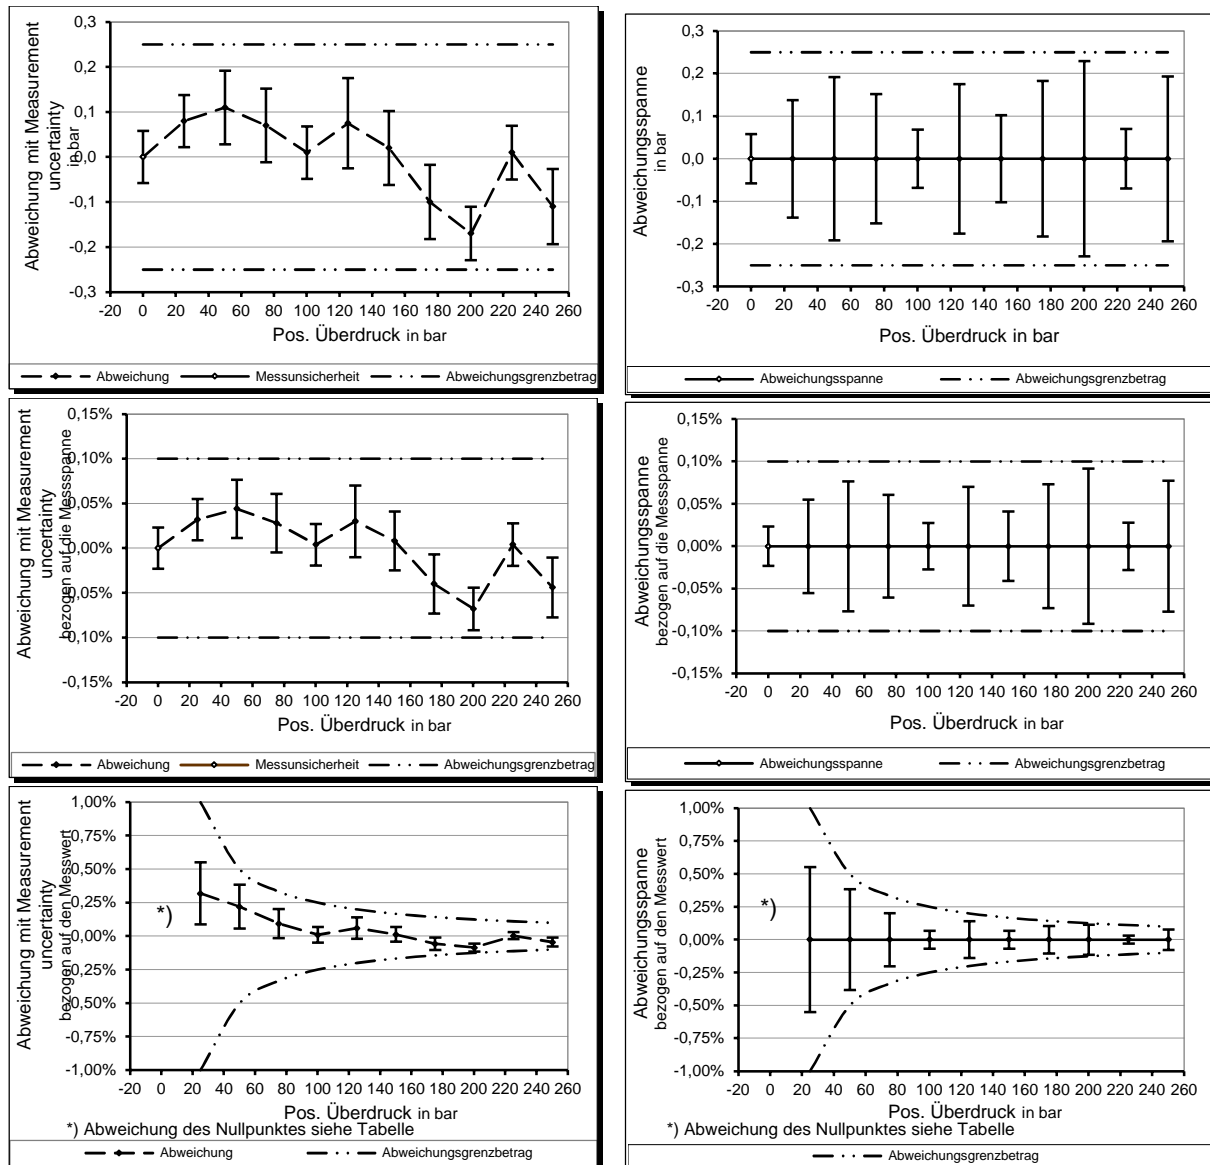 Abweichung mit Measurement
uncertainty
in bar
0,3
0,2
0,1
0,0
-0,1
-0,2
-0,3
-20 0 20 40 60 80 100 120 140 160 180 200 220 240 260
Pos. Überdruck in bar
Abweichung Messunsicherheit Abweichungsgrenzbetrag
Abweichungsspanne
in bar
0,3
0,2
0,1
0,0
-0,1
-0,2
-0,3
-20 0 20 40 60 80 100 120 140 160 180 200 220 240 260
Pos. Überdruck in bar
Abweichungsspanne Abweichungsgrenzbetrag
Abweichung mit Measurement
uncertainty
bezogen auf die Messspanne
0,15%
0,10%
0,05%
0,00%
-0,05%
-0,10%
-0,15%
-20 0 20 40 60 80 100 120 140 160 180 200 220 240 260
Pos. Überdruck in bar
Abweichung Messunsicherheit Abweichungsgrenzbetrag
Abweichungsspanne
bezogen auf die Messspanne
0,15%
0,10%
0,05%
0,00%
-0,05%
-0,10%
-0,15%
-20 0 20 40 60 80 100 120 140 160 180 200 220 240 260
Pos. Überdruck in bar
Abweichungsspanne Abweichungsgrenzbetrag
Abweichung mit Measurement
uncertainty
bezogen auf den Messwert
1,00%
0,75%
0,50%
0,25%
0,00%
-0,25%
-0,50%
-0,75%
-1,00%
*)
-20 0 20 40 60 80 100 120 140 160 180 200 220 240 260
Pos. Überdruck in bar
*) Abweichung des Nullpunktes siehe Tabelle
Abweichung Abweichungsgrenzbetrag
Abweichungsspanne
bezogen auf den Messwert
1,00%
0,75%
0,50%
0,25%
0,00%
-0,25%
-0,50%
-0,75%
-1,00%
*)
-20 0 20 40 60 80 100 120 140 160 180 200 220 240 260
Pos. Überdruck in bar
*) Abweichung des Nullpunktes siehe Tabelle
Abweichungsgrenzbetrag